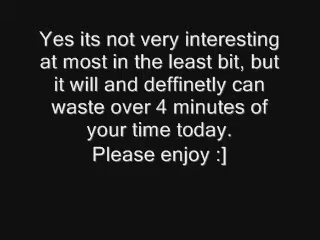 Yes its not very interesting
at most in the least bit, but
it will and deffinetly can
waste over 4 minutes of
your time today.
Please enjoy :]